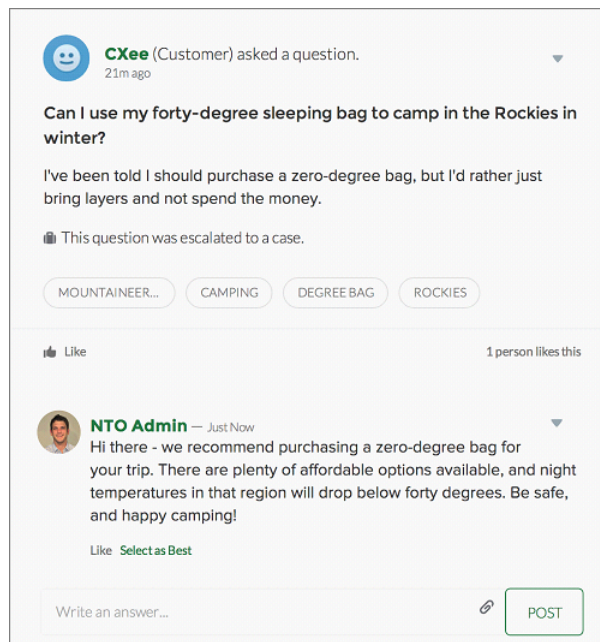 CXee (Customer) asked a question.
21m ago
Can I use my forty-degree sleeping bag to camp in the Rockies in
winter?
I've been told I should purchase a zero-degree bag, but I'd rather just
bring layers and not spend the money.
This question was escalated to a case.
MOUNTAINEER... CAMPING DEGREE BAG ROCKIES
Like 1 person likes this
NTO Admin — Just Now
Hi there - we recommend purchasing a zero-degree bag for
your trip. There are plenty of affordable options available, and night
temperatures in that region will drop below forty degrees. Be safe,
and happy camping!
Like Select as Best
Write an answer... POST